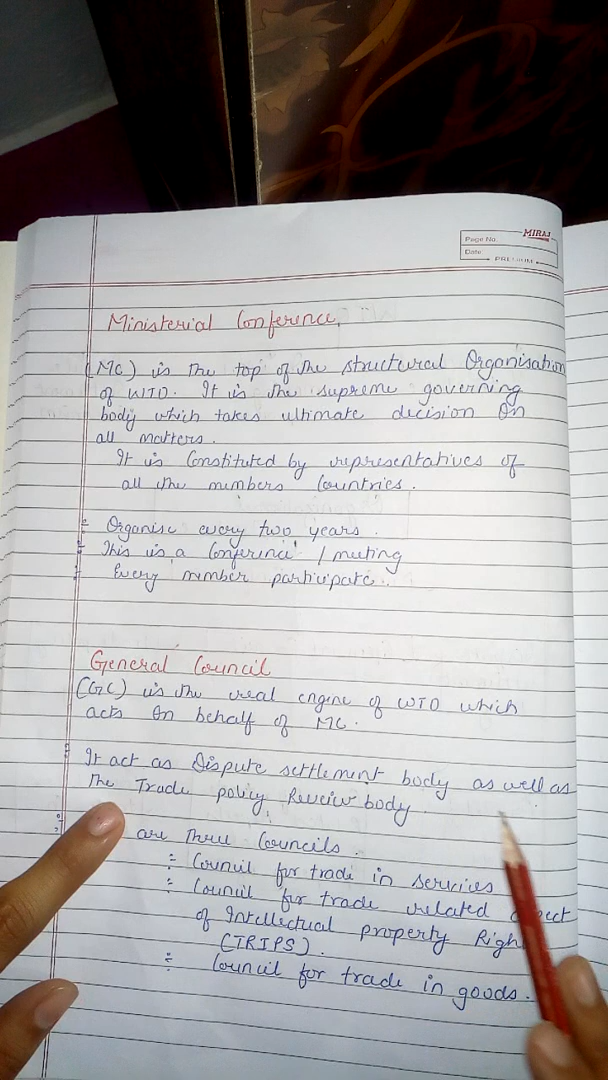 MIRAJ
Page No.
Date
PREMIUM
Ministerial Conference.
(MC) is the top of the structural Organisation
of WTO. It is the supreme governing
body which takes ultimate decision on
all matters.
It is Constituted by representatives of
all the members Countries.
Organise every two years.
This is a Conference / meeting
Every member participate.
General Council
(GC) is the real engine of WTO which
acts on behalf of MC.
It act as Dispute settlement body as well as
the Trade policy Review body.
are three Councils.
÷ Council for trade in services
÷ Council for trade related
of Intellectual property
(TRIPS).
÷ Council for trade in goods.